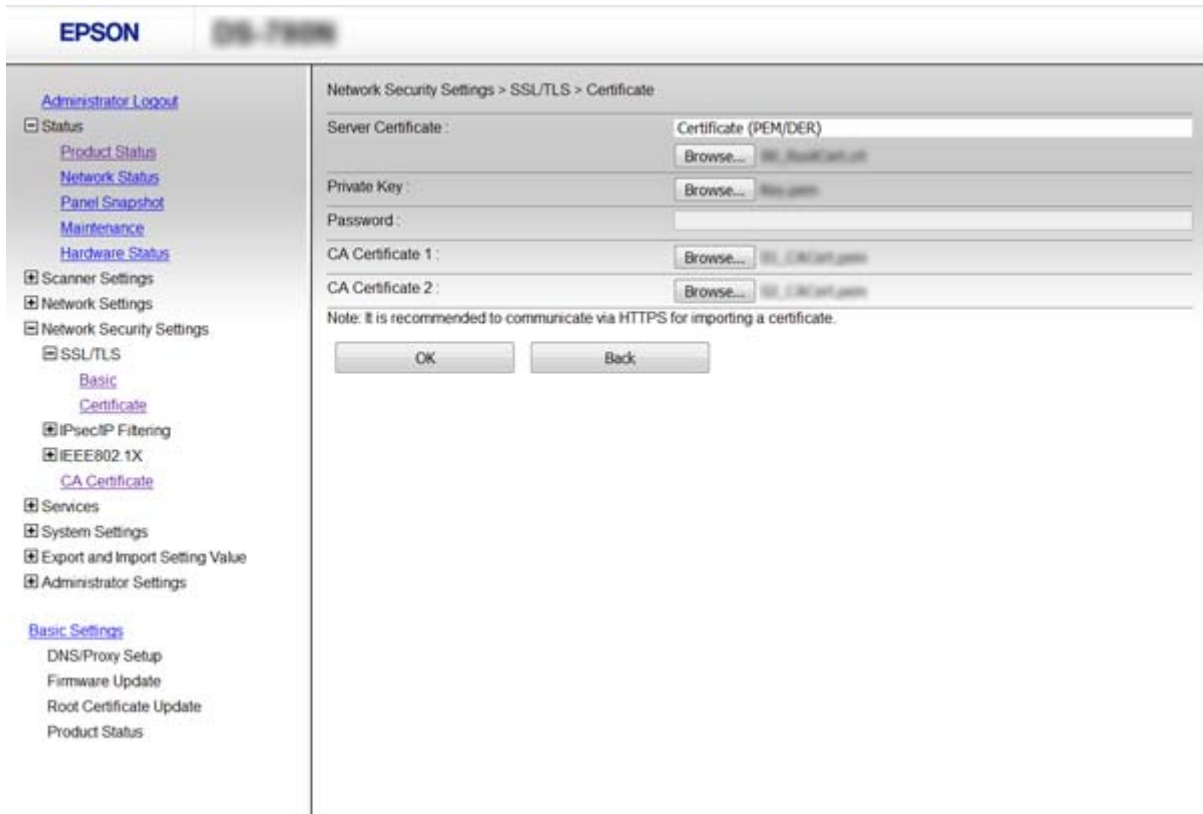 EPSON
Administrator Logout
Status
Product Status
Network Status
Panel Snapshot
Maintenance
Hardware Status
Scanner Settings
Network Settings
Network Security Settings
SSL/TLS
Basic
Certificate
IPsec/IP Filtering
IEEE802.1X
CA Certificate
Services
System Settings
Export and Import Setting Value
Administrator Settings
Basic Settings
DNS/Proxy Setup
Firmware Update
Root Certificate Update
Product Status
Network Security Settings > SSL/TLS > Certificate
Server Certificate : Certificate (PEM/DER)
Browse...
Private Key : Browse...
Password :
CA Certificate 1 : Browse...
CA Certificate 2 : Browse...
Note: It is recommended to communicate via HTTPS for importing a certificate.
OK Back